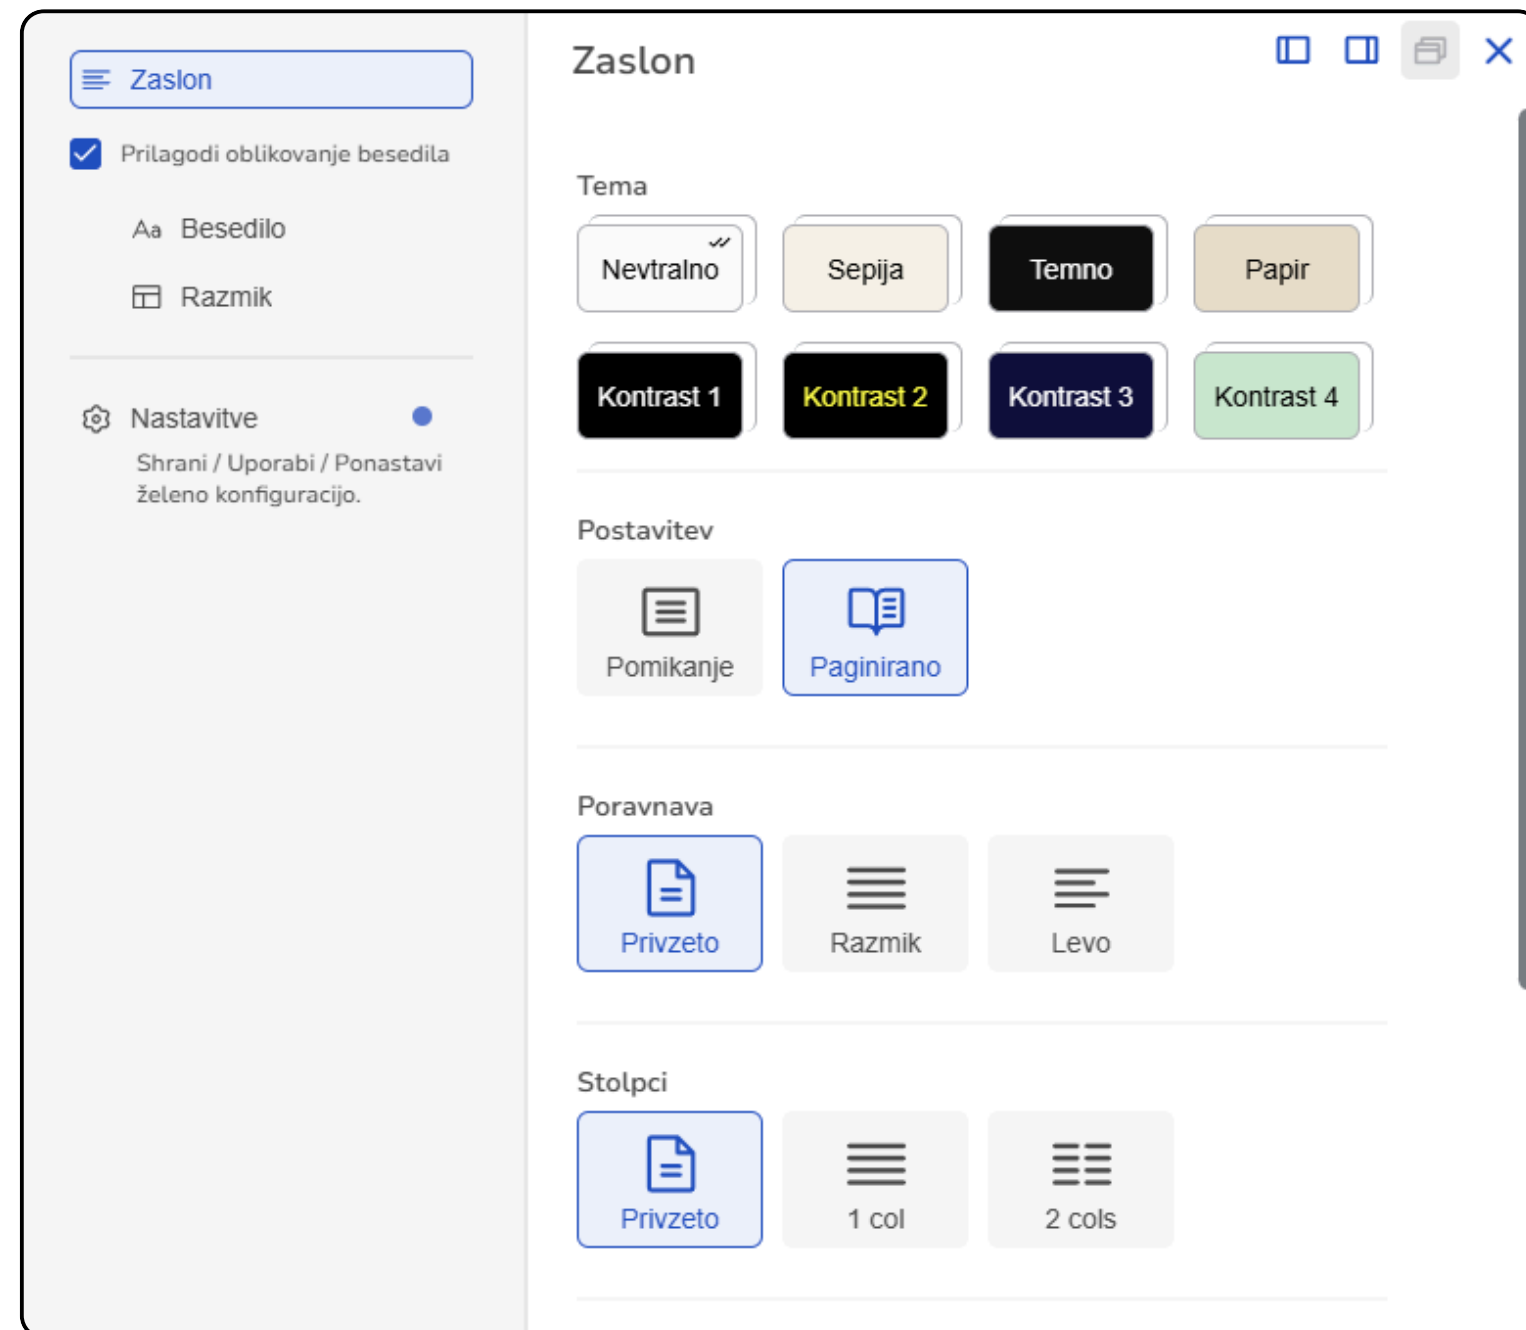 Zaslon
Prilagodi oblikovanje besedila
Aa Besedilo
Razmik
Nastavitve
Shrani / Uporabi / Ponastavi
želeno konfiguracijo.
Zaslon
Tema
Nevtralno Sepija Temno Papir
Kontrast 1 Kontrast 2 Kontrast 3 Kontrast 4
Postavitev
Pomikanje Paginirano
Poravnava
Privzeto Razmik Levo
Stolpci
Privzeto 1 col 2 cols